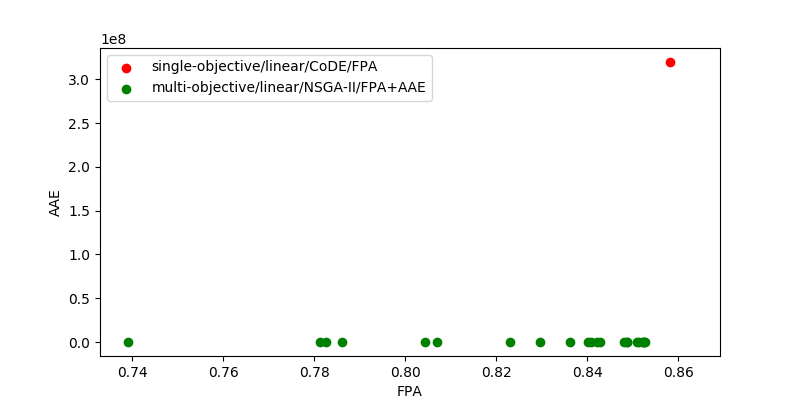 1e8
single-objective/linear/CoDE/FPA
multi-objective/linear/NSGA-II/FPA+AAE
3.0
2.5
2.0
1.5
1.0
0.5
0.0
AAE
0.74 0.76 0.78 0.80 0.82 0.84 0.86
FPA